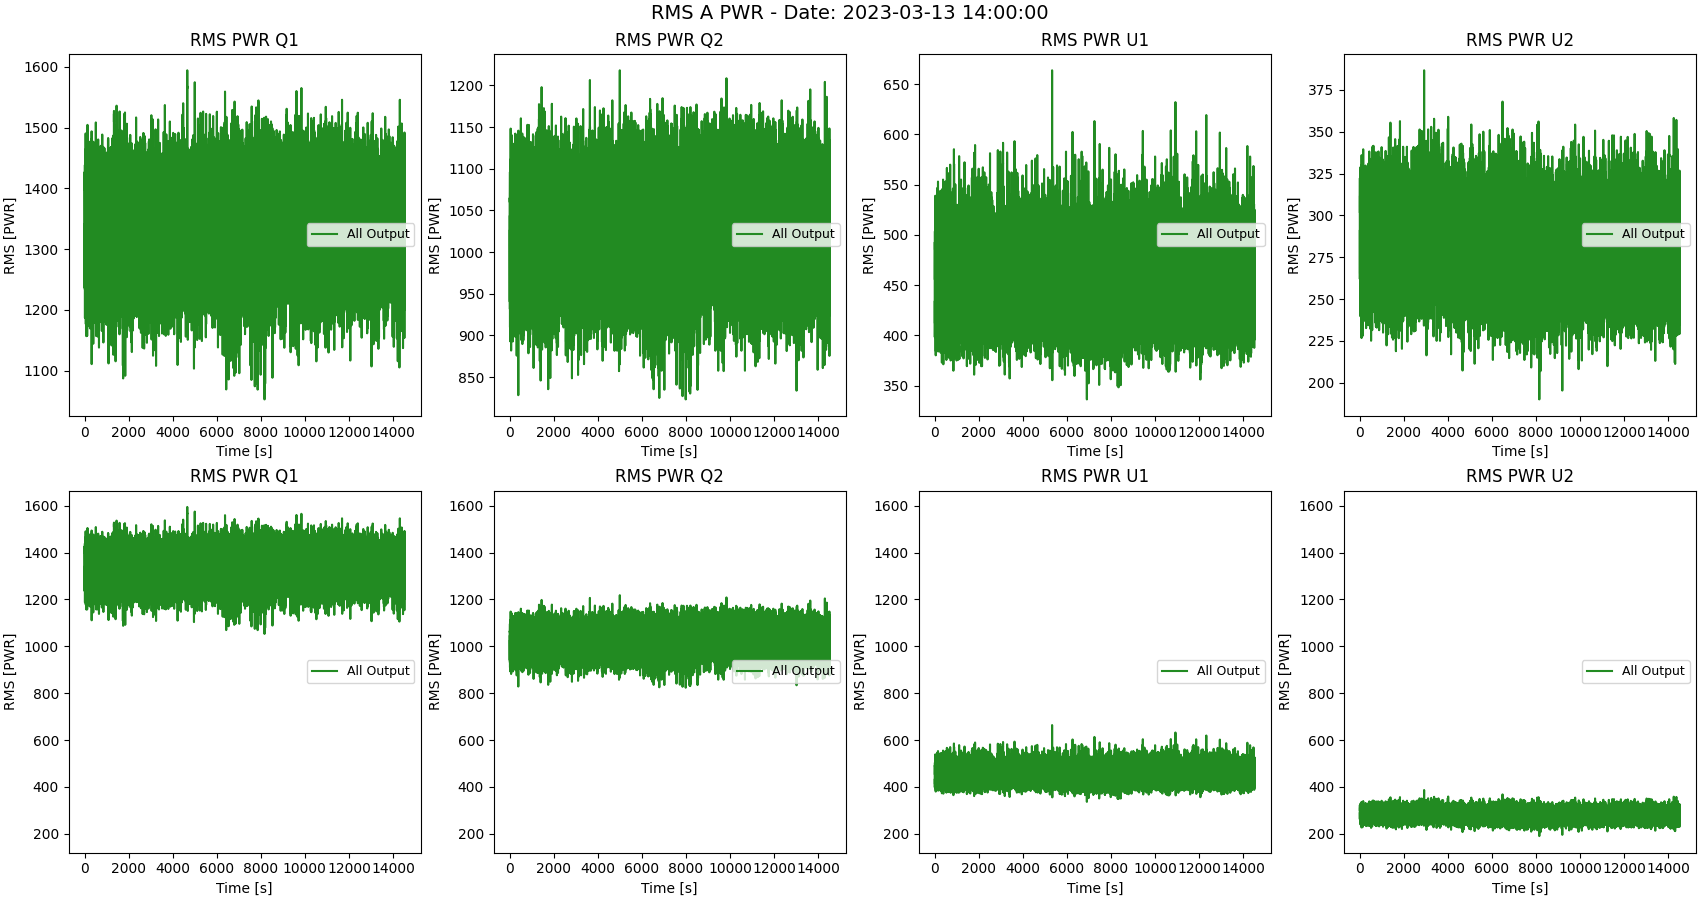 RMS A PWR - Date: 2023-03-13 14:00:00
RMS PWR Q1
RMS [PWR]
1600
1500
1400
1300
1200
1100
0 2000 4000 6000 8000 10000 12000 14000
Time [s]
All Output
RMS PWR Q2
RMS [PWR]
1200
1150
1100
1050
1000
950
900
850
0 2000 4000 6000 8000 10000 12000 14000
Time [s]
All Output
RMS PWR U1
RMS [PWR]
650
600
550
500
450
400
350
0 2000 4000 6000 8000 10000 12000 14000
Time [s]
All Output
RMS PWR U2
RMS [PWR]
375
350
325
300
275
250
225
200
0 2000 4000 6000 8000 10000 12000 14000
Time [s]
All Output
RMS PWR Q1
RMS [PWR]
1600
1400
1200
1000
800
600
400
200
0 2000 4000 6000 8000 10000 12000 14000
Time [s]
All Output
RMS PWR Q2
RMS [PWR]
1600
1400
1200
1000
800
600
400
200
0 2000 4000 6000 8000 10000 12000 14000
Time [s]
All Output
RMS PWR U1
RMS [PWR]
1600
1400
1200
1000
800
600
400
200
0 2000 4000 6000 8000 10000 12000 14000
Time [s]
All Output
RMS PWR U2
RMS [PWR]
1600
1400
1200
1000
800
600
400
200
0 2000 4000 6000 8000 10000 12000 14000
Time [s]
All Output